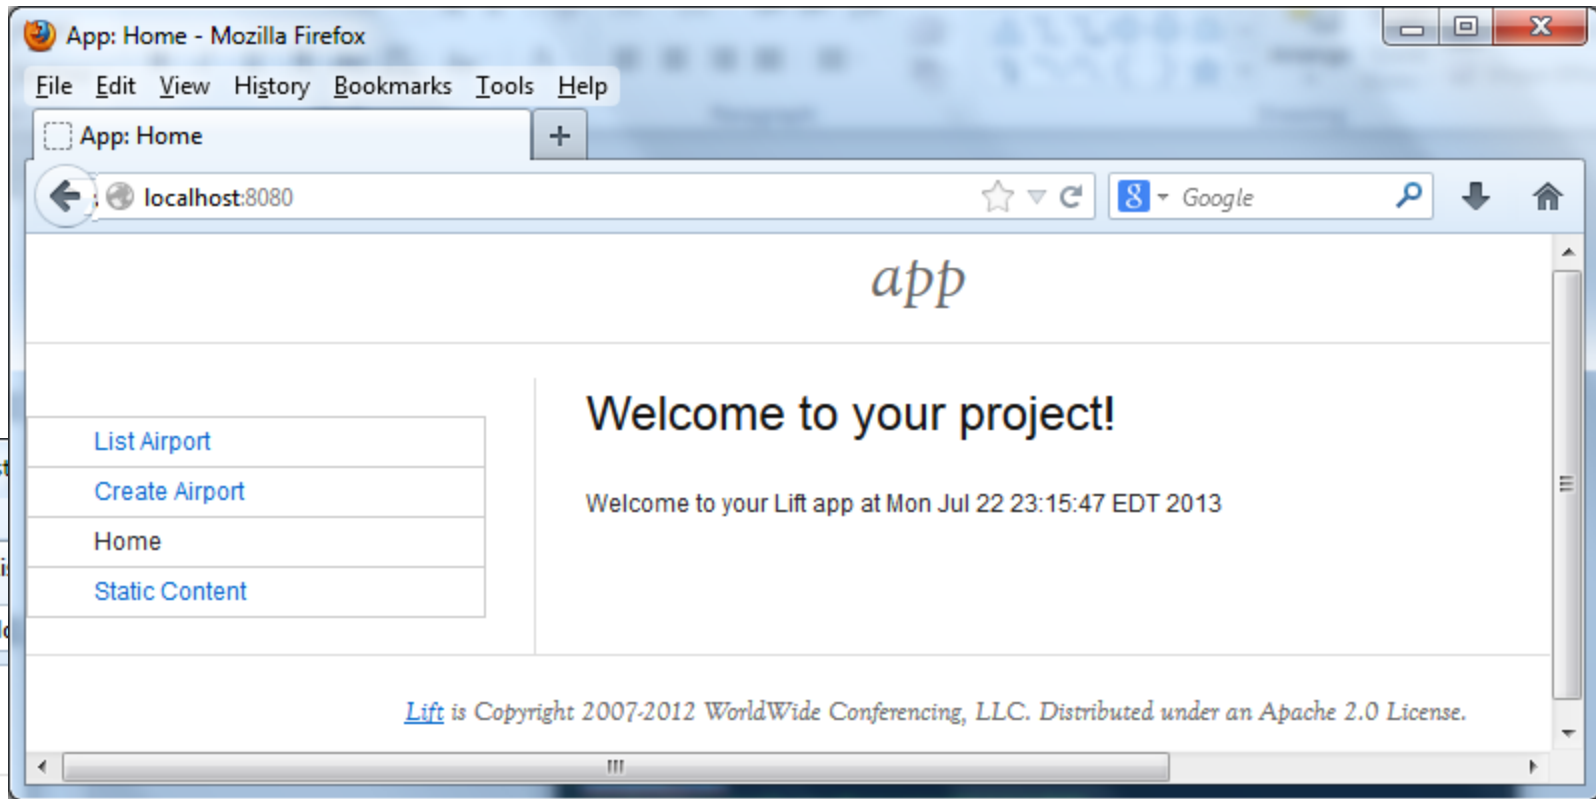 App: Home - Mozilla Firefox
File Edit View History Bookmarks Tools Help
App: Home
localhost:8080
8 Google
app
List Airport
Create Airport
Home
Static Content
Welcome to your project!
Welcome to your Lift app at Mon Jul 22 23:15:47 EDT 2013
Lift is Copyright 2007-2012 WorldWide Conferencing, LLC. Distributed under an Apache 2.0 License.